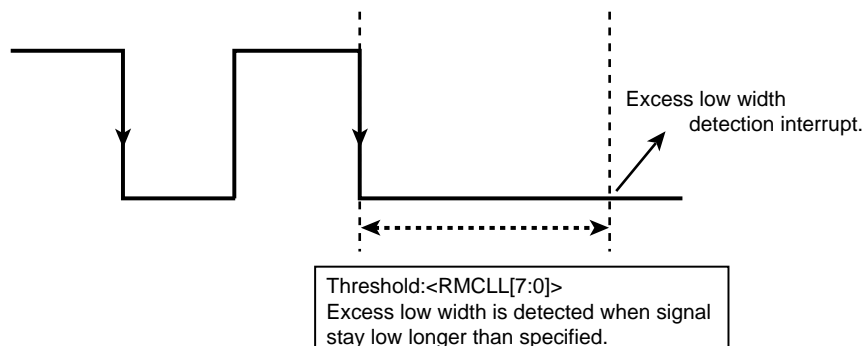 Excess low width
detection interrupt.
Threshold:<RMCLL[7:0]>
Excess low width is detected when signal
stay low longer than specified.